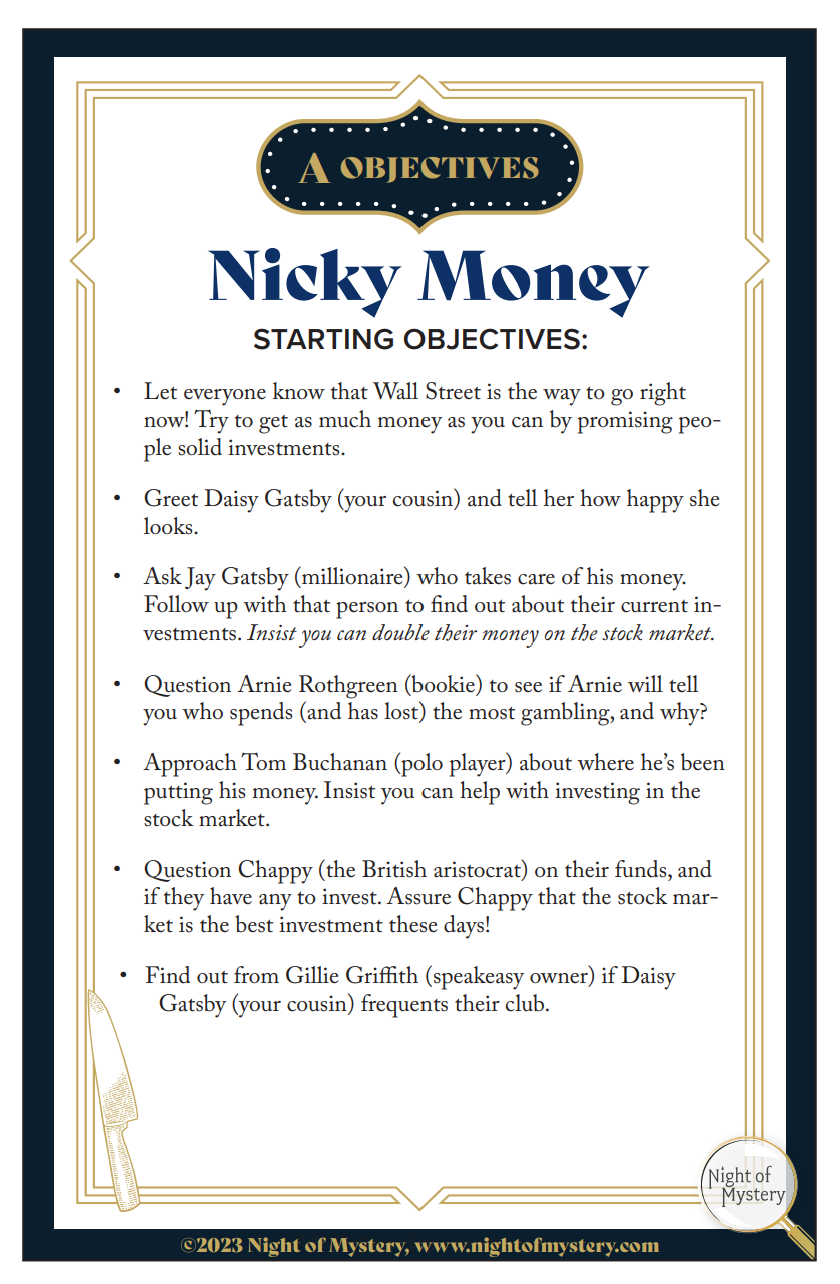 A OBJECTIVES
Nicky Money
STARTING OBJECTIVES:
• Let everyone know that Wall Street is the way to go right
now! Try to get as much money as you can by promising peo-
ple solid investments.
• Greet Daisy Gatsby (your cousin) and tell her how happy she
looks.
• Ask Jay Gatsby (millionaire) who takes care of his money.
Follow up with that person to find out about their current in-
vestments. Insist you can double their money on the stock market.
• Question Arnie Rothgreen (bookie) to see if Arnie will tell
you who spends (and has lost) the most gambling, and why?
• Approach Tom Buchanan (polo player) about where he's been
putting his money. Insist you can help with investing in the
stock market.
• Question Chappy (the British aristocrat) on their funds, and
if they have any to invest. Assure Chappy that the stock mar-
ket is the best investment these days!
• Find out from Gillie Griffith (speakeasy owner) if Daisy
Gatsby (your cousin) frequents their club.
Night of
Mystery
©2023 Night of Mystery, www.nightofmystery.com